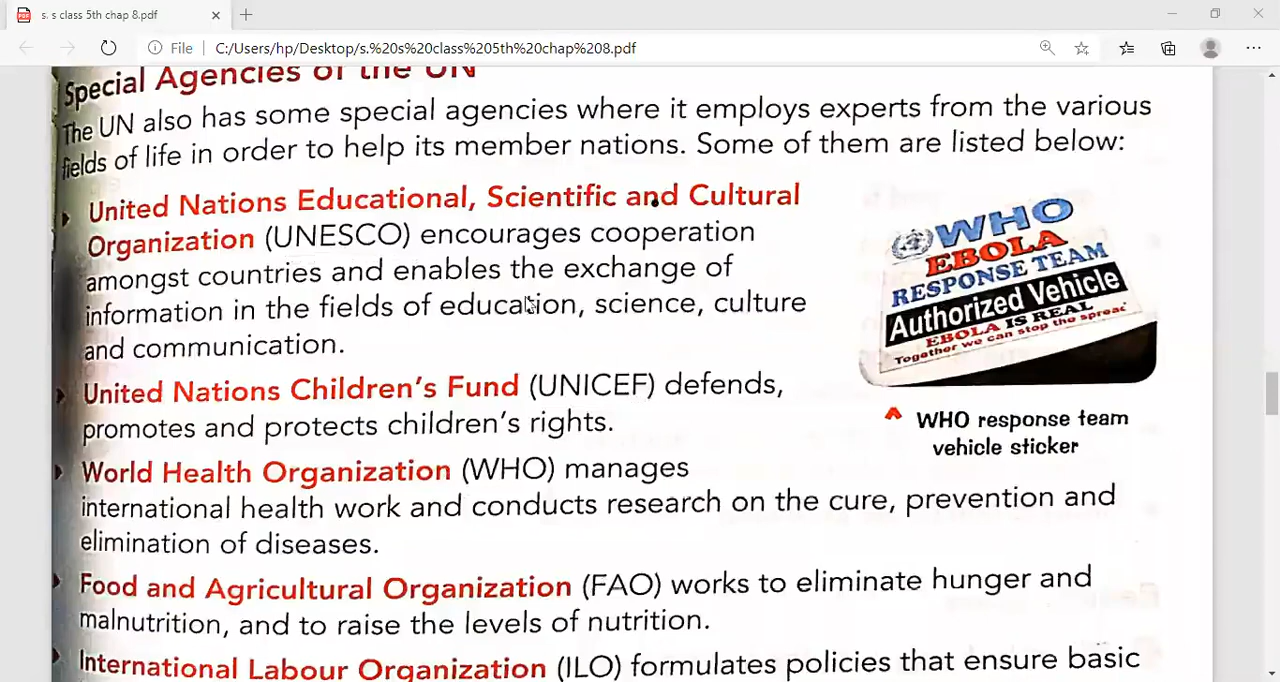 s. s class 5th chap 8.pdf
File
C:/Users/hp/Desktop/s.%20s%20class%205th%20chap%208.pdf
Special Agencies of the UN
The UN also has some special agencies where it employs experts from the various
fields of life in order to help its member nations. Some of them are listed below:
United Nations Educational, Scientific and Cultural
Organization (UNESCO) encourages cooperation
amongst countries and enables the exchange of
information in the fields of education, science, culture
and communication.
WHO
EBOLA
RESPONSE TEAM
Authorized Vehicle
EBOLA IS REAL
Together we can stop the spread
WHO response team
vehicle sticker
United Nations Children's Fund (UNICEF) defends,
promotes and protects children's rights.
World Health Organization (WHO) manages
international health work and conducts research on the cure, prevention and
elimination of diseases.
Food and Agricultural Organization (FAO) works to eliminate hunger and
malnutrition, and to raise the levels of nutrition.
International Labour Organization (ILO) formulates policies that ensure basic